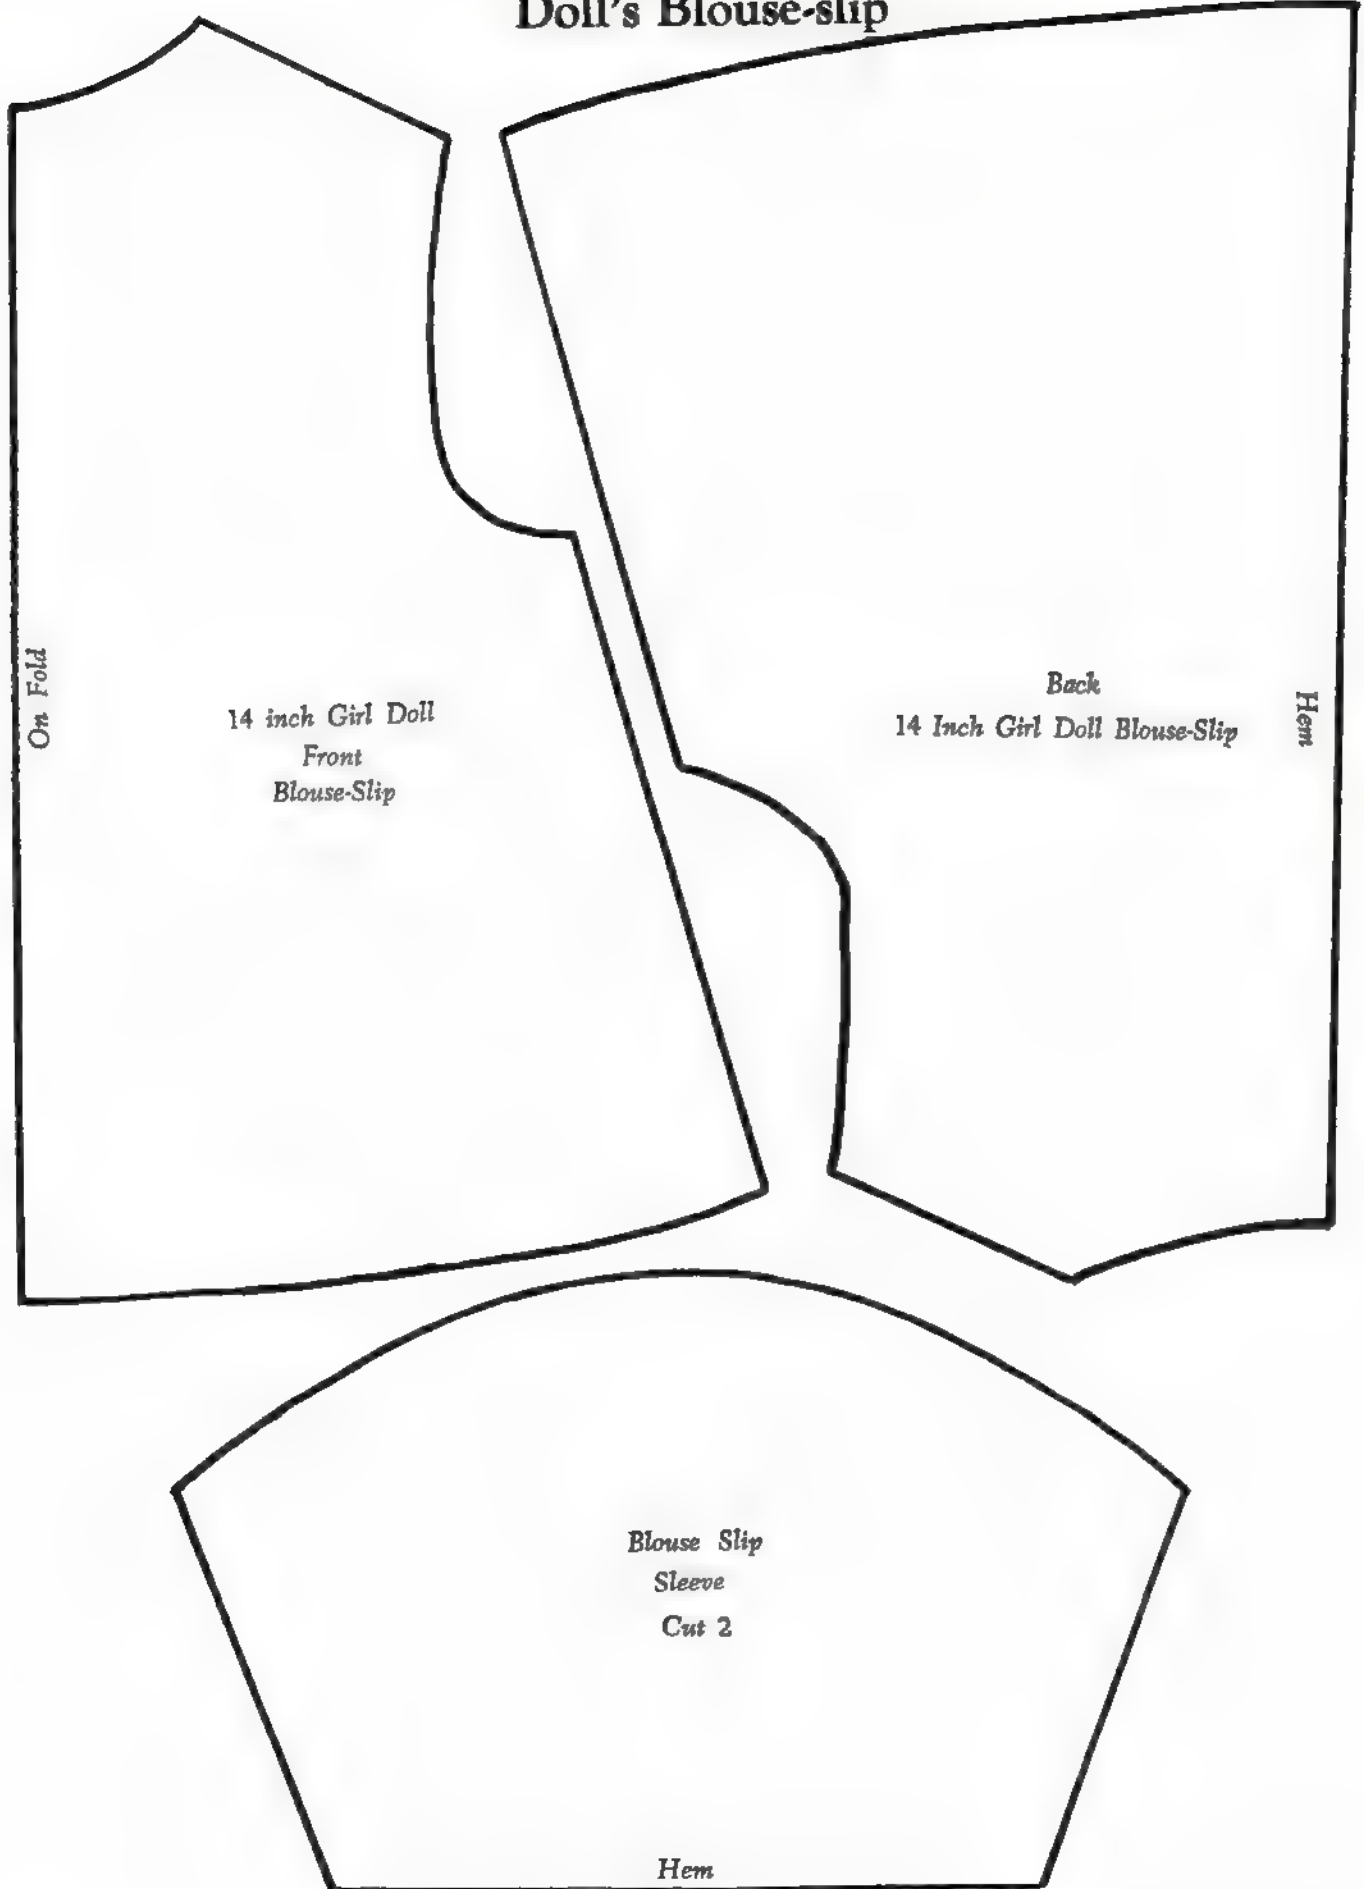 Doll's Blouse-slip
On Fold
14 inch Girl Doll
Front
Blouse-Slip
Back
14 Inch Girl Doll Blouse-Slip
Hem
Blouse Slip
Sleeve
Cut 2
Hem